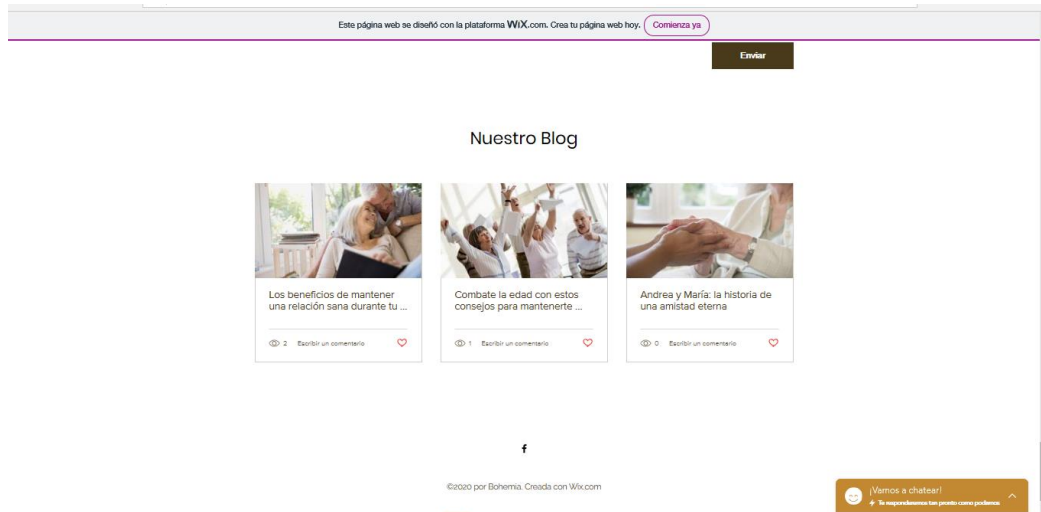 Este página web se diseñó con la plataforma WiX.com. Crea tu página web hoy. Comienza ya
Enviar
Nuestro Blog
Los beneficios de mantener
una relación sana durante tu ...
2 Escribir un comentario
Combate la edad con estos
consejos para mantenerte ...
1 Escribir un comentario
Andrea y María: la historia de
una amistad eterna
0 Escribir un comentario
f
©2020 por Bohemia. Creada con Wix.com
¡Vamos a chatear!
Te responderemos tan pronto como podamos